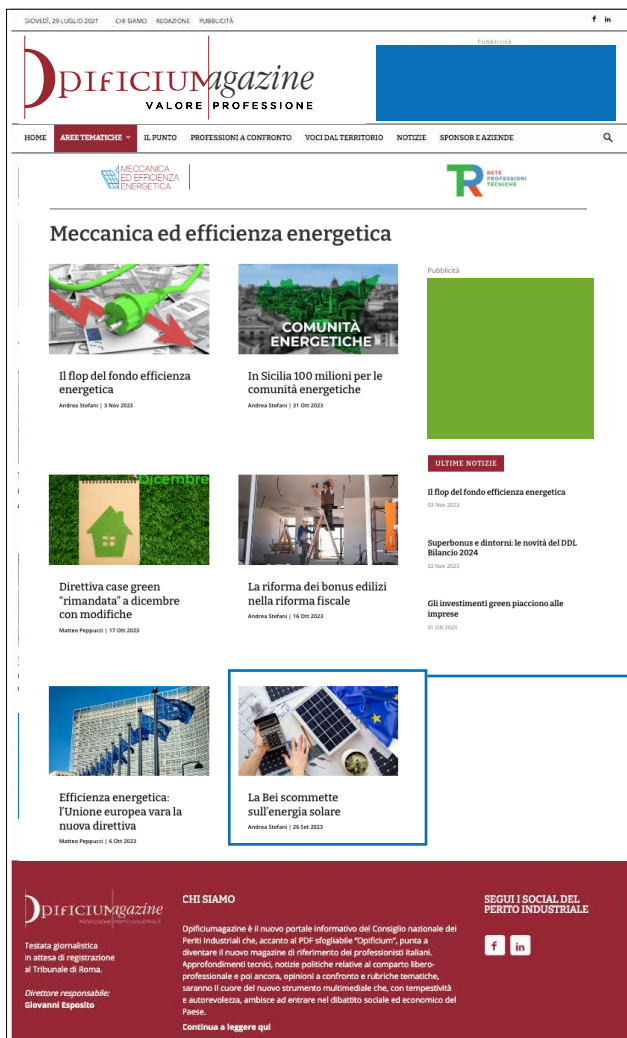 GIOVEDÌ, 29 LUGLIO 2021 CHI SIAMO REDAZIONE PUBBLICITÀ
Pubblicità
OPIFICIUMagazine
VALORE PROFESSIONE
HOME AREE TEMATICHE IL PUNTO PROFESSIONI A CONFRONTO VOCI DAL TERRITORIO NOTIZIE SPONSOR E AZIENDE
MECCANICA
ED EFFICIENZA
ENERGETICA
TR RETE
PROFESSIONI
TECNICHE
Meccanica ed efficienza energetica
COMUNITÀ
ENERGETICHE
Il flop del fondo efficienza
energetica
Andrea Stefani | 3 Nov 2023
In Sicilia 100 milioni per le
comunità energetiche
Andrea Stefani | 31 Ott 2023
Pubblicità
Dicembre
Direttiva case green
“rimandata” a dicembre
con modifiche
Matteo Peppucci | 17 Ott 2023
La riforma dei bonus edilizi
nella riforma fiscale
Andrea Stefani | 16 Ott 2023
ULTIME NOTIZIE
Il flop del fondo efficienza energetica
03 Nov 2023
Superbonus e dintorni: le novità del DDL
Bilancio 2024
02 Nov 2023
Gli investimenti green piacciono alle
imprese
31 Ott 2023
Efficienza energetica:
l’Unione europea vara la
nuova direttiva
Matteo Peppucci | 6 Ott 2023
La Bei scommette
sull’energia solare
Andrea Stefani | 26 Set 2023
OPIFICIUMagazine
Testata giornalistica
in attesa di registrazione
al Tribunale di Roma.
Direttore responsabile:
Giovanni Esposito
CHI SIAMO
Opificiumagazine è il nuovo portale informativo del Consiglio nazionale dei
Periti Industriali che, accanto al PDF sfogliabile “Opificium”, punta a
diventare il nuovo magazine di riferimento dei professionisti italiani.
Approfondimenti tecnici, notizie politiche relative al comparto libero-
professionale e poi ancora, opinioni a confronto e rubriche tematiche,
saranno il cuore del nuovo strumento multimediale che, con tempestività
e autorevolezza, ambisce ad entrare nel dibattito sociale ed economico del
Paese.
Continua a leggere qui
SEGUI I SOCIAL DEL
PERITO INDUSTRIALE